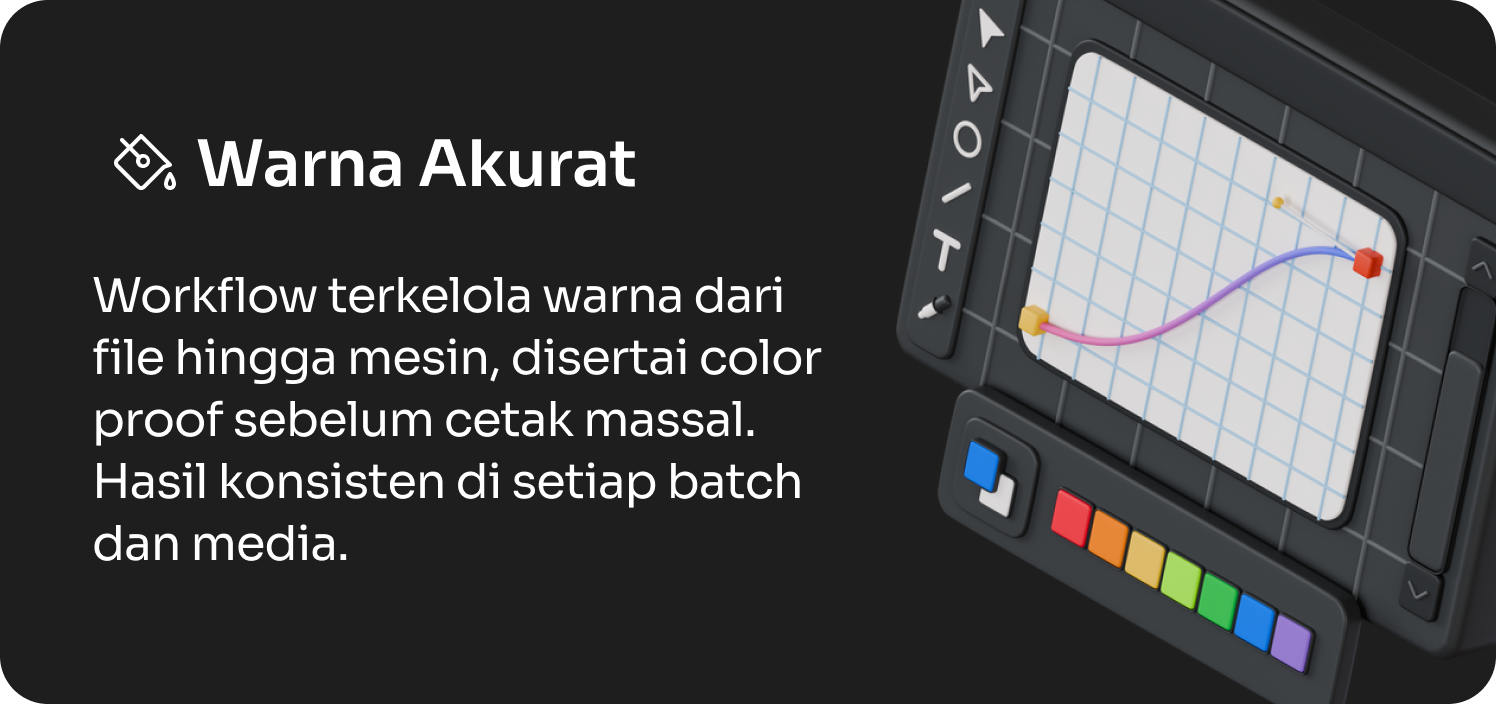 Warna Akurat
Workflow terkelola warna dari
file hingga mesin, disertai color
proof sebelum cetak massal.
Hasil konsisten di setiap batch
dan media.
T